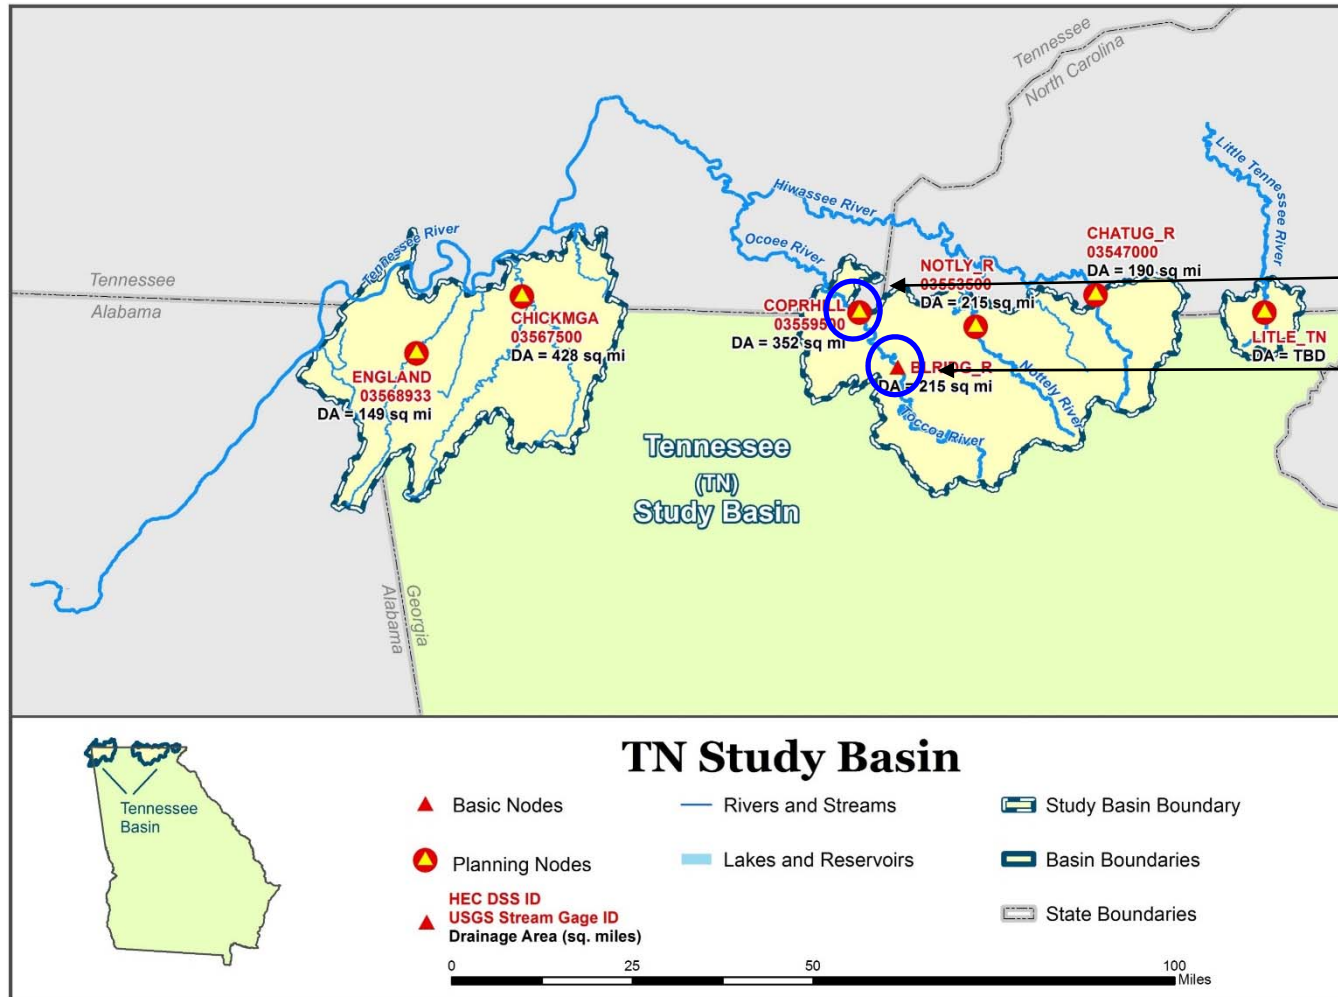 Tennessee
North Carolina
Little Tennessee River
Hiwassee River
Ocoee River
Tennessee River
CHATUG_R
03547000
DA = 190 sq mi
NOTLY_R
03553500
DA = 215 sq mi
Tennessee
Alabama
COPRHILL
03559500
DA = 352 sq mi
CHICKMGA
03567500
DA = 428 sq mi
LITLE_TN
DA = TBD
ENGLAND
03568933
DA = 149 sq mi
BLRIDG_R
DA = 215 sq mi
Nottely River
Toccoa River
Tennessee
(TN)
Study Basin
Alabama
Georgia
TN Study Basin
Tennessee
Basin
Basic Nodes
Planning Nodes
HEC DSS ID
USGS Stream Gage ID
Drainage Area (sq. miles)
Rivers and Streams
Lakes and Reservoirs
Study Basin Boundary
Basin Boundaries
State Boundaries
0 25 50 100
Miles